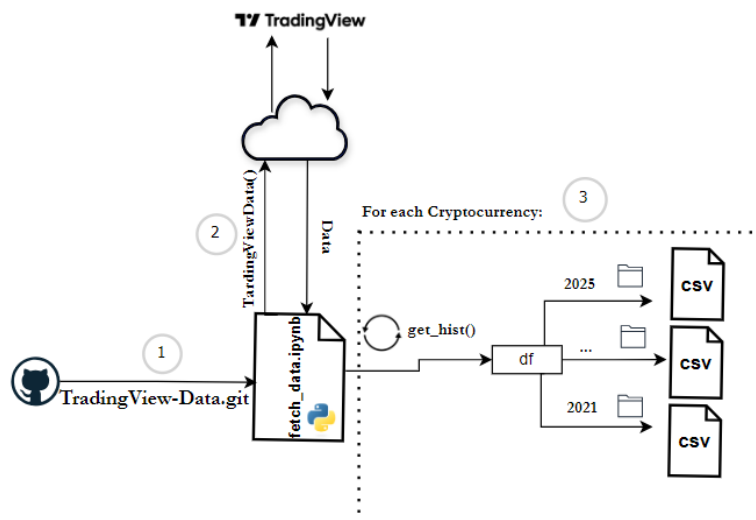 TradingView
TardingViewData()
Data
2
1
TradingView-Data.git
fetch_data.ipynb
For each Cryptocurrency:
3
get_hist()
df
2025
...
2021
CSV
CSV
CSV